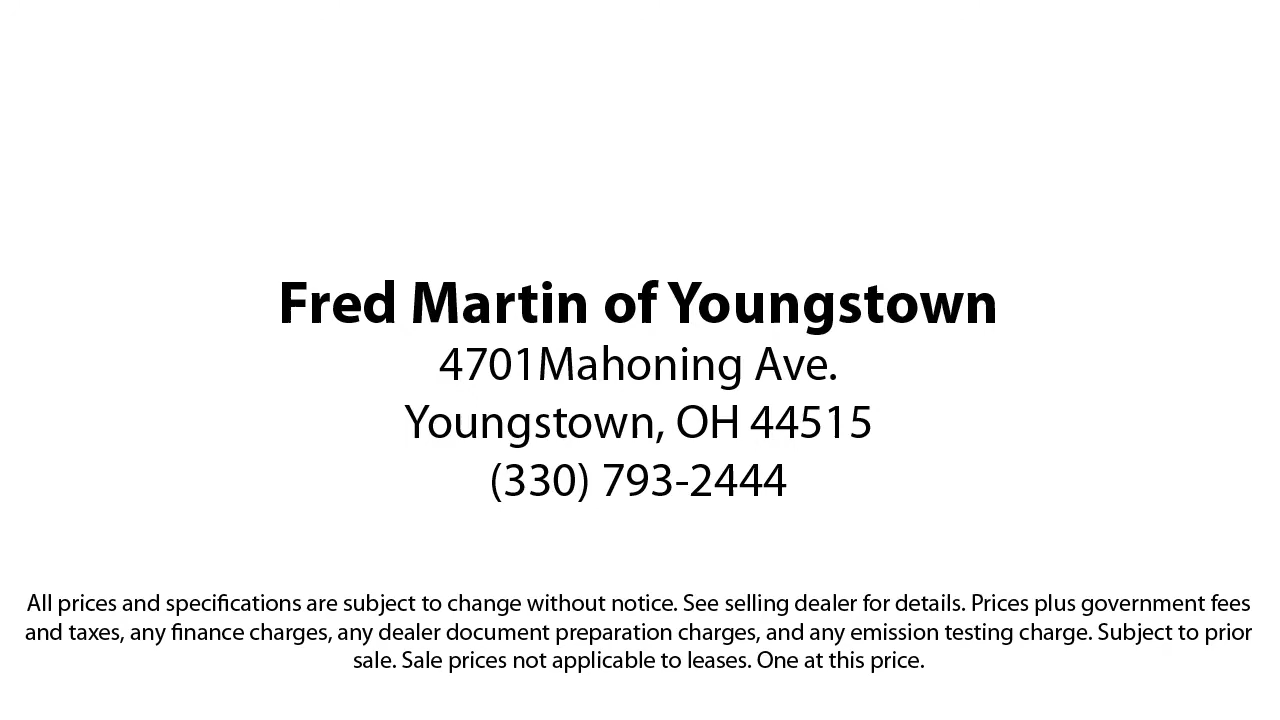 Fred Martin of Youngstown
4701Mahoning Ave.
Youngstown, OH 44515
(330) 793-2444
All prices and specifications are subject to change without notice. See selling dealer for details. Prices plus government fees
and taxes, any finance charges, any dealer document preparation charges, and any emission testing charge. Subject to prior
sale. Sale prices not applicable to leases. One at this price.